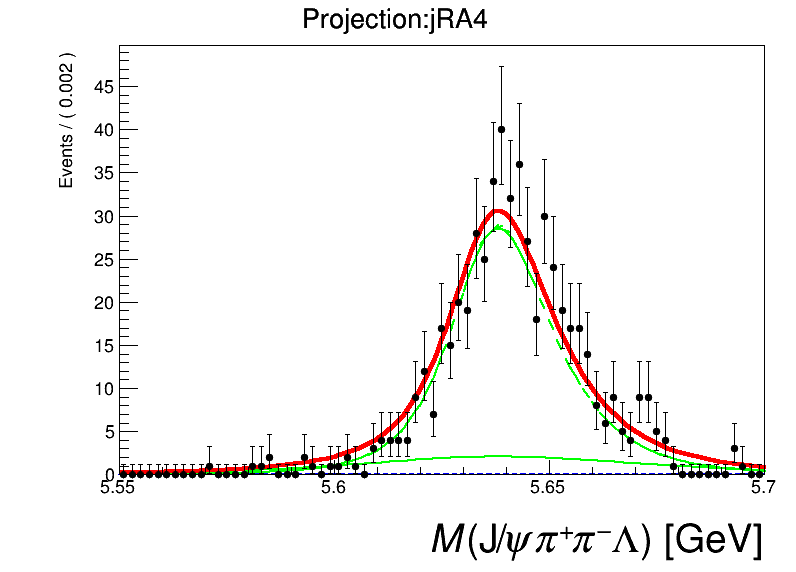 Projection:jRA4
Events / ( 0.002 )
45
40
35
30
25
20
15
10
5
0
5.55 5.6 5.65 5.7
M(J/ψπ⁺π⁻Λ) [GeV]